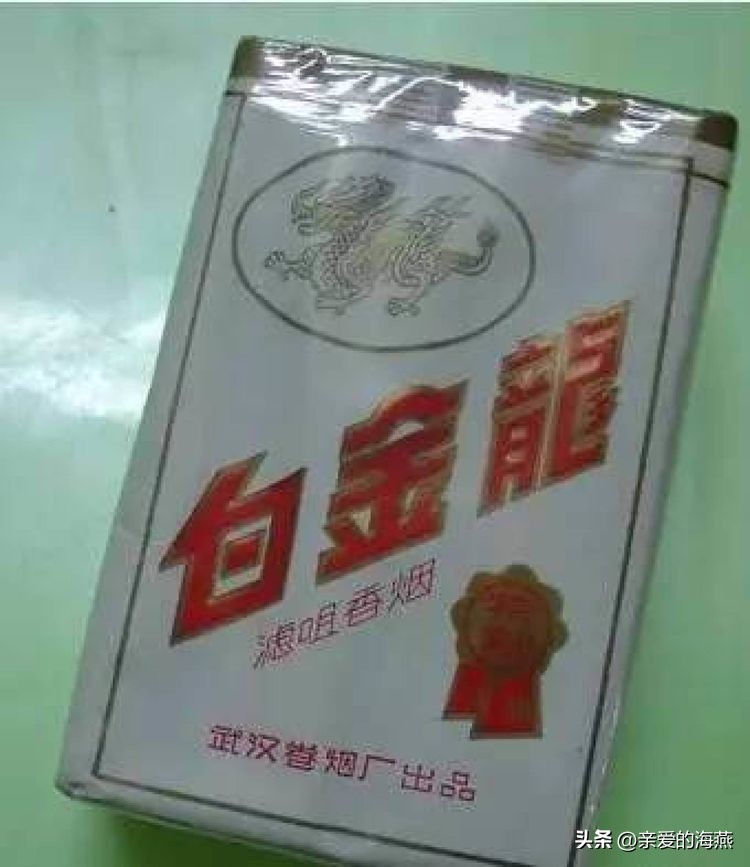 白金龍
滤咀香烟
武汉卷烟厂出品
头条 @亲爱的海燕